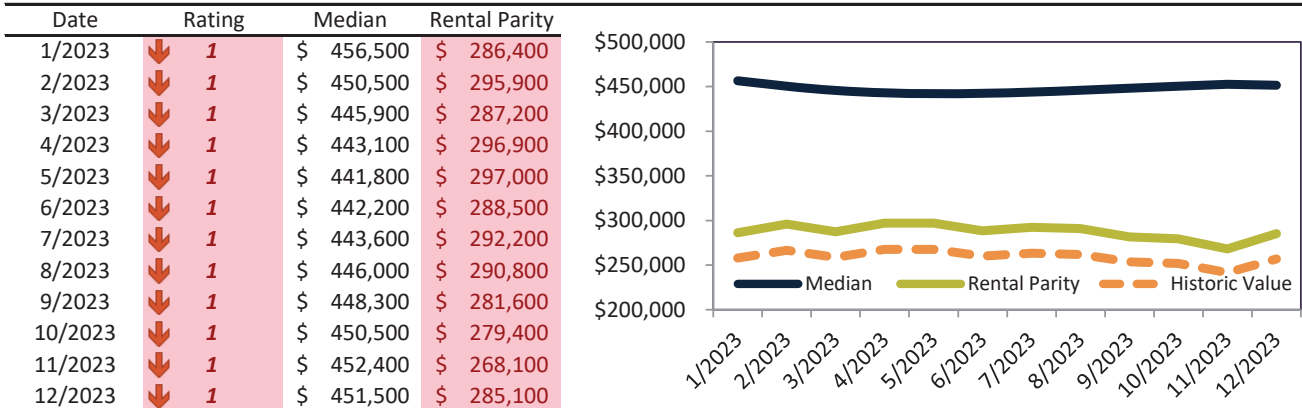 Date Rating Median Rental Parity
1/2023 1 $ 456,500 $ 286,400
2/2023 1 $ 450,500 $ 295,900
3/2023 1 $ 445,900 $ 287,200
4/2023 1 $ 443,100 $ 296,900
5/2023 1 $ 441,800 $ 297,000
6/2023 1 $ 442,200 $ 288,500
7/2023 1 $ 443,600 $ 292,200
8/2023 1 $ 446,000 $ 290,800
9/2023 1 $ 448,300 $ 281,600
10/2023 1 $ 450,500 $ 279,400
11/2023 1 $ 452,400 $ 268,100
12/2023 1 $ 451,500 $ 285,100
$500,000
$450,000
$400,000
$350,000
$300,000
$250,000
$200,000
Median Rental Parity Historic Value
1/2023 2/2023 3/2023 4/2023 5/2023 6/2023 7/2023 8/2023 9/2023 10/2023 11/2023 12/2023